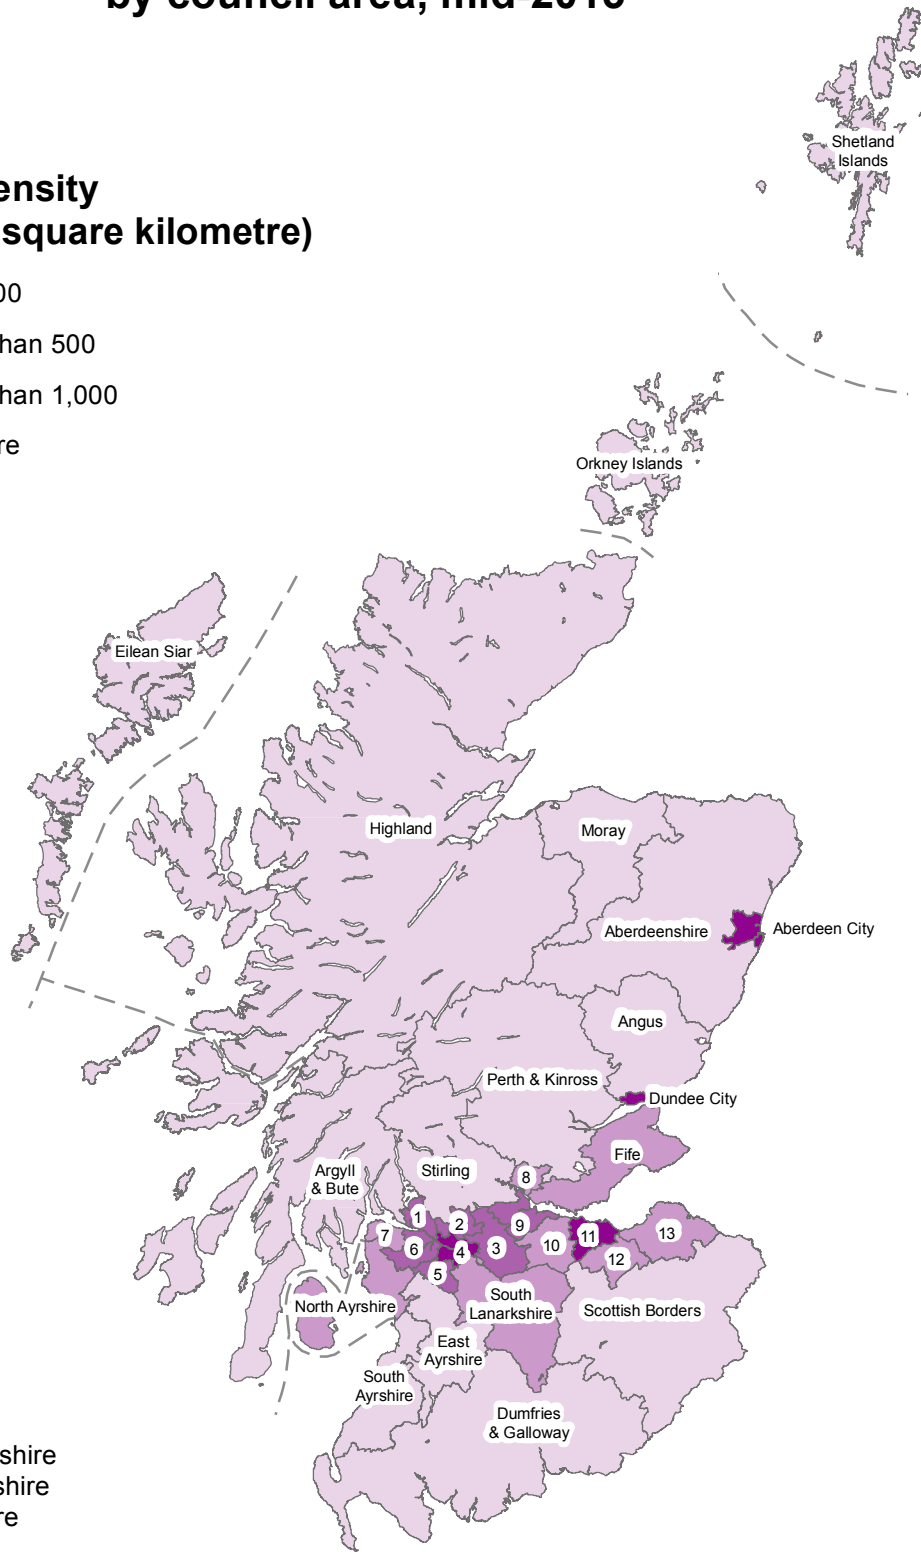 by council area, mid-2016
Shetland
Islands
ensity
square kilometre)
00
han 500
han 1,000
re
Orkney Islands
Eilean Siar
Highland
Moray
Aberdeenshire
Aberdeen City
Angus
Perth & Kinross
Dundee City
Fife
Argyll
& Bute
Stirling
8
1
2
9
7
6
4
3
10
11
13
12
5
North Ayrshire
South
Lanarkshire
Scottish Borders
East
Ayrshire
South
Ayrshire
Dumfries
& Galloway
shire
shire
re